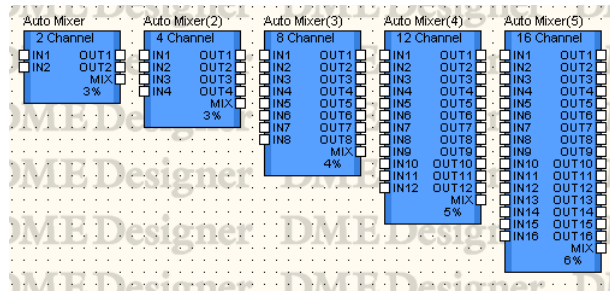 Auto Mixer
2 Channel
IN1 OUT1
IN2 OUT2
MIX
3%
Auto Mixer(2)
4 Channel
IN1 OUT1
IN2 OUT2
IN3 OUT3
IN4 OUT4
MIX
3%
Auto Mixer(3)
8 Channel
IN1 OUT1
IN2 OUT2
IN3 OUT3
IN4 OUT4
IN5 OUT5
IN6 OUT6
IN7 OUT7
IN8 OUT8
MIX
4%
Auto Mixer(4)
12 Channel
IN1 OUT1
IN2 OUT2
IN3 OUT3
IN4 OUT4
IN5 OUT5
IN6 OUT6
IN7 OUT7
IN8 OUT8
IN9 OUT9
IN10 OUT10
IN11 OUT11
IN12 OUT12
MIX
5%
Auto Mixer(5)
16 Channel
IN1 OUT1
IN2 OUT2
IN3 OUT3
IN4 OUT4
IN5 OUT5
IN6 OUT6
IN7 OUT7
IN8 OUT8
IN9 OUT9
IN10 OUT10
IN11 OUT11
IN12 OUT12
IN13 OUT13
IN14 OUT14
IN15 OUT15
IN16 OUT16
MIX
6%
DME Designer
DME Designer
DME Designer
DME Designer